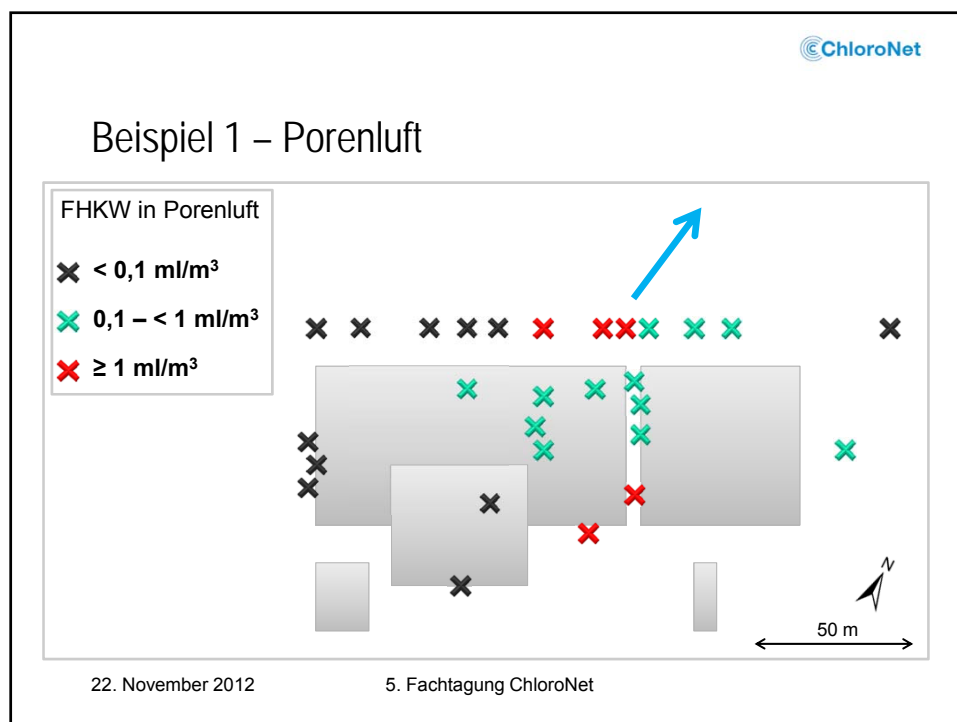 ChloroNet
Beispiel 1 – Porenluft
FHKW in Porenluft
< 0,1 ml/m³
0,1 – < 1 ml/m³
≥ 1 ml/m³
N
50 m
22. November 2012
5. Fachtagung ChloroNet